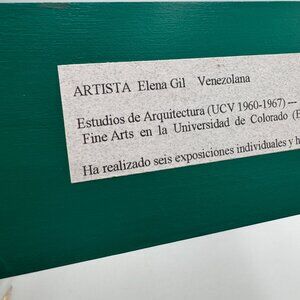 ARTISTA Elena Gil Venezolana
Estudios de Arquitectura (UCV 1960-1967) ---
Fine Arts en la Universidad de Colorado (E
Ha realizado seis exposiciones individuales y h